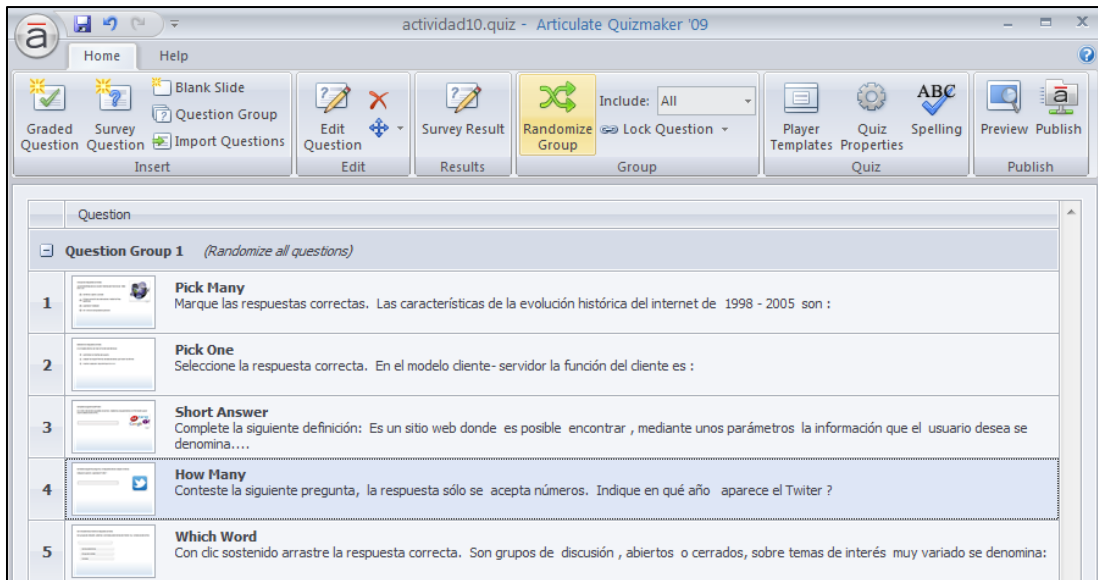 actividad10.quiz - Articulate Quizmaker '09
Home Help
Graded Question
Survey Question
Blank Slide
Question Group
Import Questions
Insert
Edit Question
Edit
Survey Result
Results
Randomize Group
Include: All
Lock Question
Group
Player Templates
Quiz Properties
ABC
Spelling
Quiz
Preview
Publish
Publish
Question
Question Group 1 (Randomize all questions)
1
Pick Many
Marque las respuestas correctas. Las características de la evolución histórica del internet de 1998 - 2005 son :
2
Pick One
Seleccione la respuesta correcta. En el modelo cliente- servidor la función del cliente es :
3
Short Answer
Complete la siguiente definición: Es un sitio web donde es posible encontrar , mediante unos parámetros la información que el usuario desea se
denomina....
4
How Many
Conteste la siguiente pregunta, la respuesta sólo se acepta números. Indique en qué año aparece el Twiter ?
5
Which Word
Con clic sostenido arrastre la respuesta correcta. Son grupos de discusión , abiertos o cerrados, sobre temas de interés muy variado se denomina: